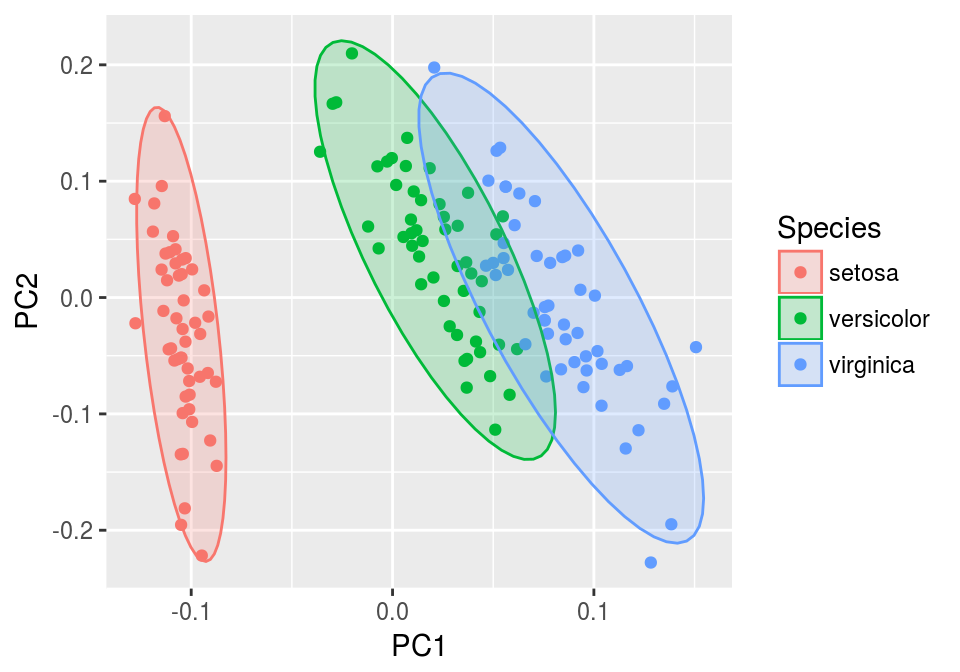 0.2
0.1
0.0
-0.1
-0.2
PC2
-0.1
0.0
0.1
PC1
Species
setosa
versicolor
virginica